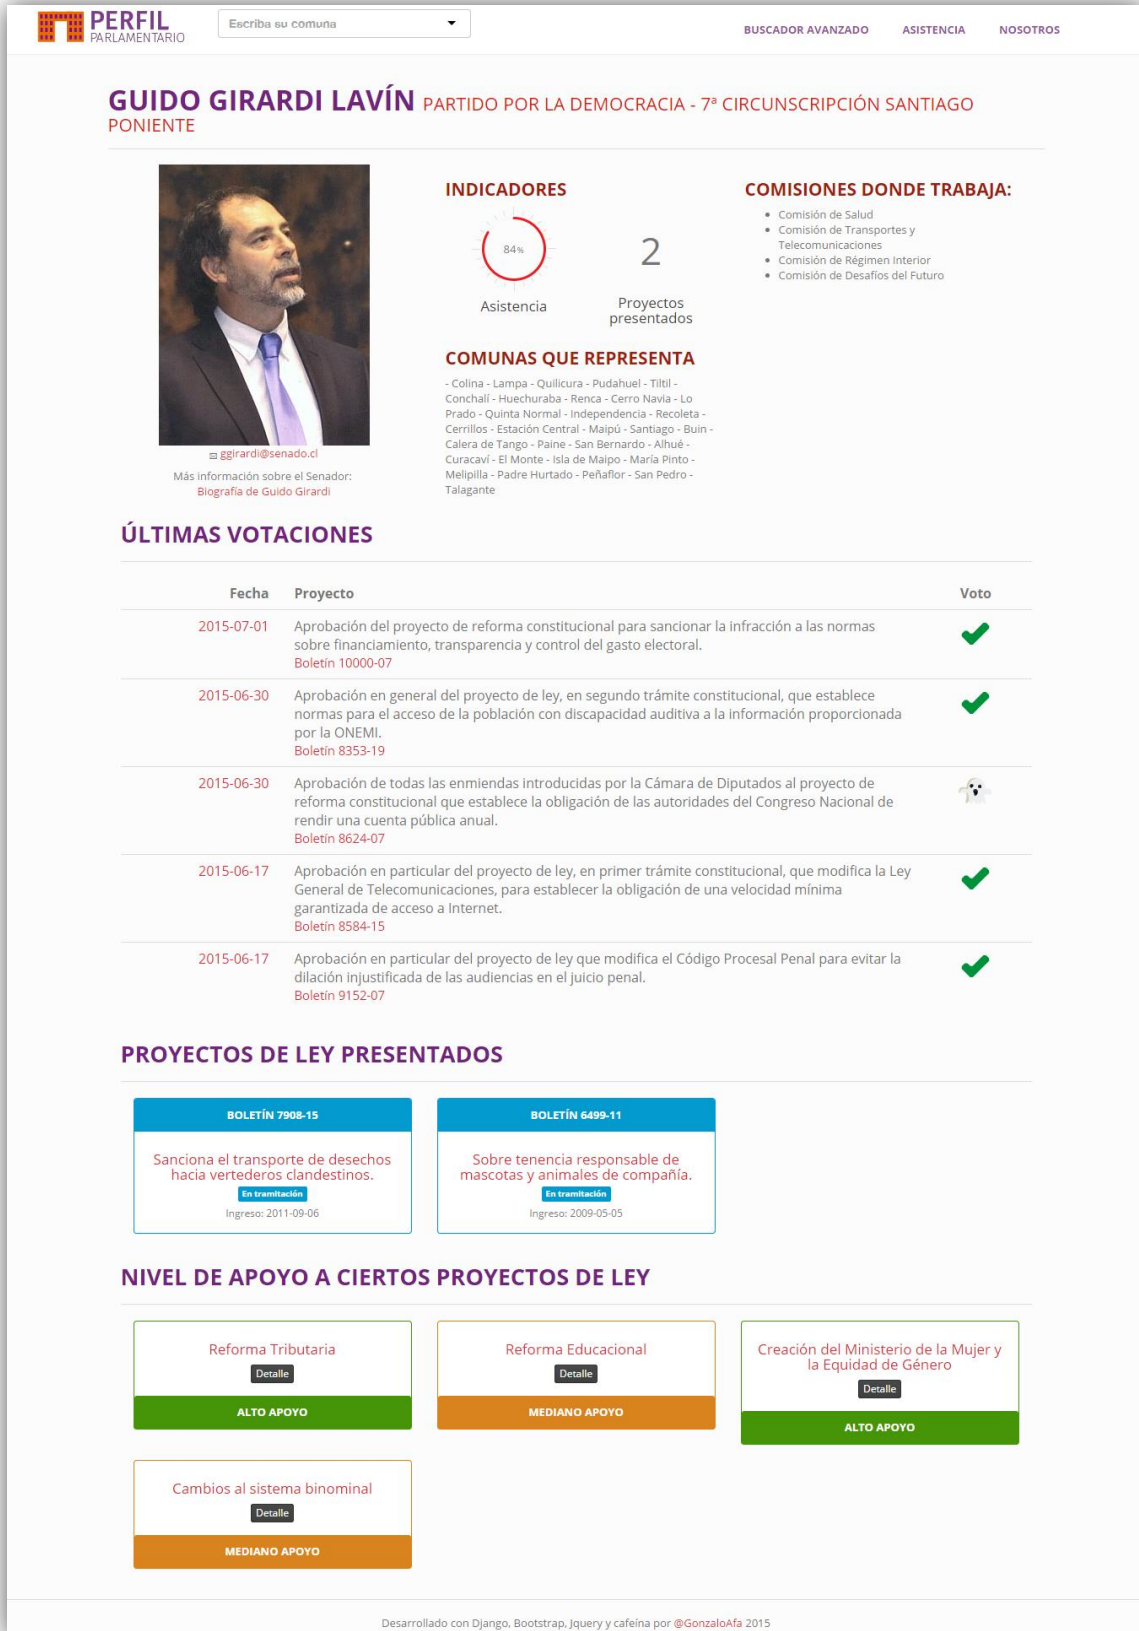 PERFIL
PARLAMENTARIO
Escriba su comuna
BUSCADOR AVANZADO ASISTENCIA NOSOTROS
GUIDO GIRARDI LAVÍN PARTIDO POR LA DEMOCRACIA - 7ª CIRCUNSCRIPCIÓN SANTIAGO
PONIENTE
ggirardi@senado.cl
Más información sobre el Senador:
Biografía de Guido Girardi
INDICADORES
84%
Asistencia
2
Proyectos
presentados
COMUNAS QUE REPRESENTA
- Colina - Lampa - Quilicura - Pudahuel - Tiltil -
Conchalí - Huechuraba - Renca - Cerro Navia - Lo
Prado - Quinta Normal - Independencia - Recoleta -
Cerrillos - Estación Central - Maipú - Santiago - Buin -
Calera de Tango - Paine - San Bernardo - Alhué -
Curacaví - El Monte - Isla de Maipo - María Pinto -
Melipilla - Padre Hurtado - Peñaflor - San Pedro -
Talagante
COMISIONES DONDE TRABAJA:
• Comisión de Salud
• Comisión de Transportes y
Telecomunicaciones
• Comisión de Régimen Interior
• Comisión de Desafíos del Futuro
ÚLTIMAS VOTACIONES
Fecha Proyecto Voto
2015-07-01 Aprobación del proyecto de reforma constitucional para sancionar la infracción a las normas
sobre financiamiento, transparencia y control del gasto electoral.
Boletín 10000-07
2015-06-30 Aprobación en general del proyecto de ley, en segundo trámite constitucional, que establece
normas para el acceso de la población con discapacidad auditiva a la información proporcionada
por la ONEMI.
Boletín 8353-19
2015-06-30 Aprobación de todas las enmiendas introducidas por la Cámara de Diputados al proyecto de
reforma constitucional que establece la obligación de las autoridades del Congreso Nacional de
rendir una cuenta pública anual.
Boletín 8624-07
2015-06-17 Aprobación en particular del proyecto de ley, en primer trámite constitucional, que modifica la Ley
General de Telecomunicaciones, para establecer la obligación de una velocidad mínima
garantizada de acceso a Internet.
Boletín 8584-15
2015-06-17 Aprobación en particular del proyecto de ley que modifica el Código Procesal Penal para evitar la
dilación injustificada de las audiencias en el juicio penal.
Boletín 9152-07
PROYECTOS DE LEY PRESENTADOS
BOLETÍN 7908-15
Sanciona el transporte de desechos
hacia vertederos clandestinos.
En tramitación
Ingreso: 2011-09-06
BOLETÍN 6499-11
Sobre tenencia responsable de
mascotas y animales de compañía.
En tramitación
Ingreso: 2009-05-05
NIVEL DE APOYO A CIERTOS PROYECTOS DE LEY
Reforma Tributaria
Detalle
ALTO APOYO
Reforma Educacional
Detalle
MEDIANO APOYO
Creación del Ministerio de la Mujer y
la Equidad de Género
Detalle
ALTO APOYO
Cambios al sistema binominal
Detalle
MEDIANO APOYO
Desarrollado con Django, Bootstrap, Jquery y cafeína por @GonzaloAfa 2015